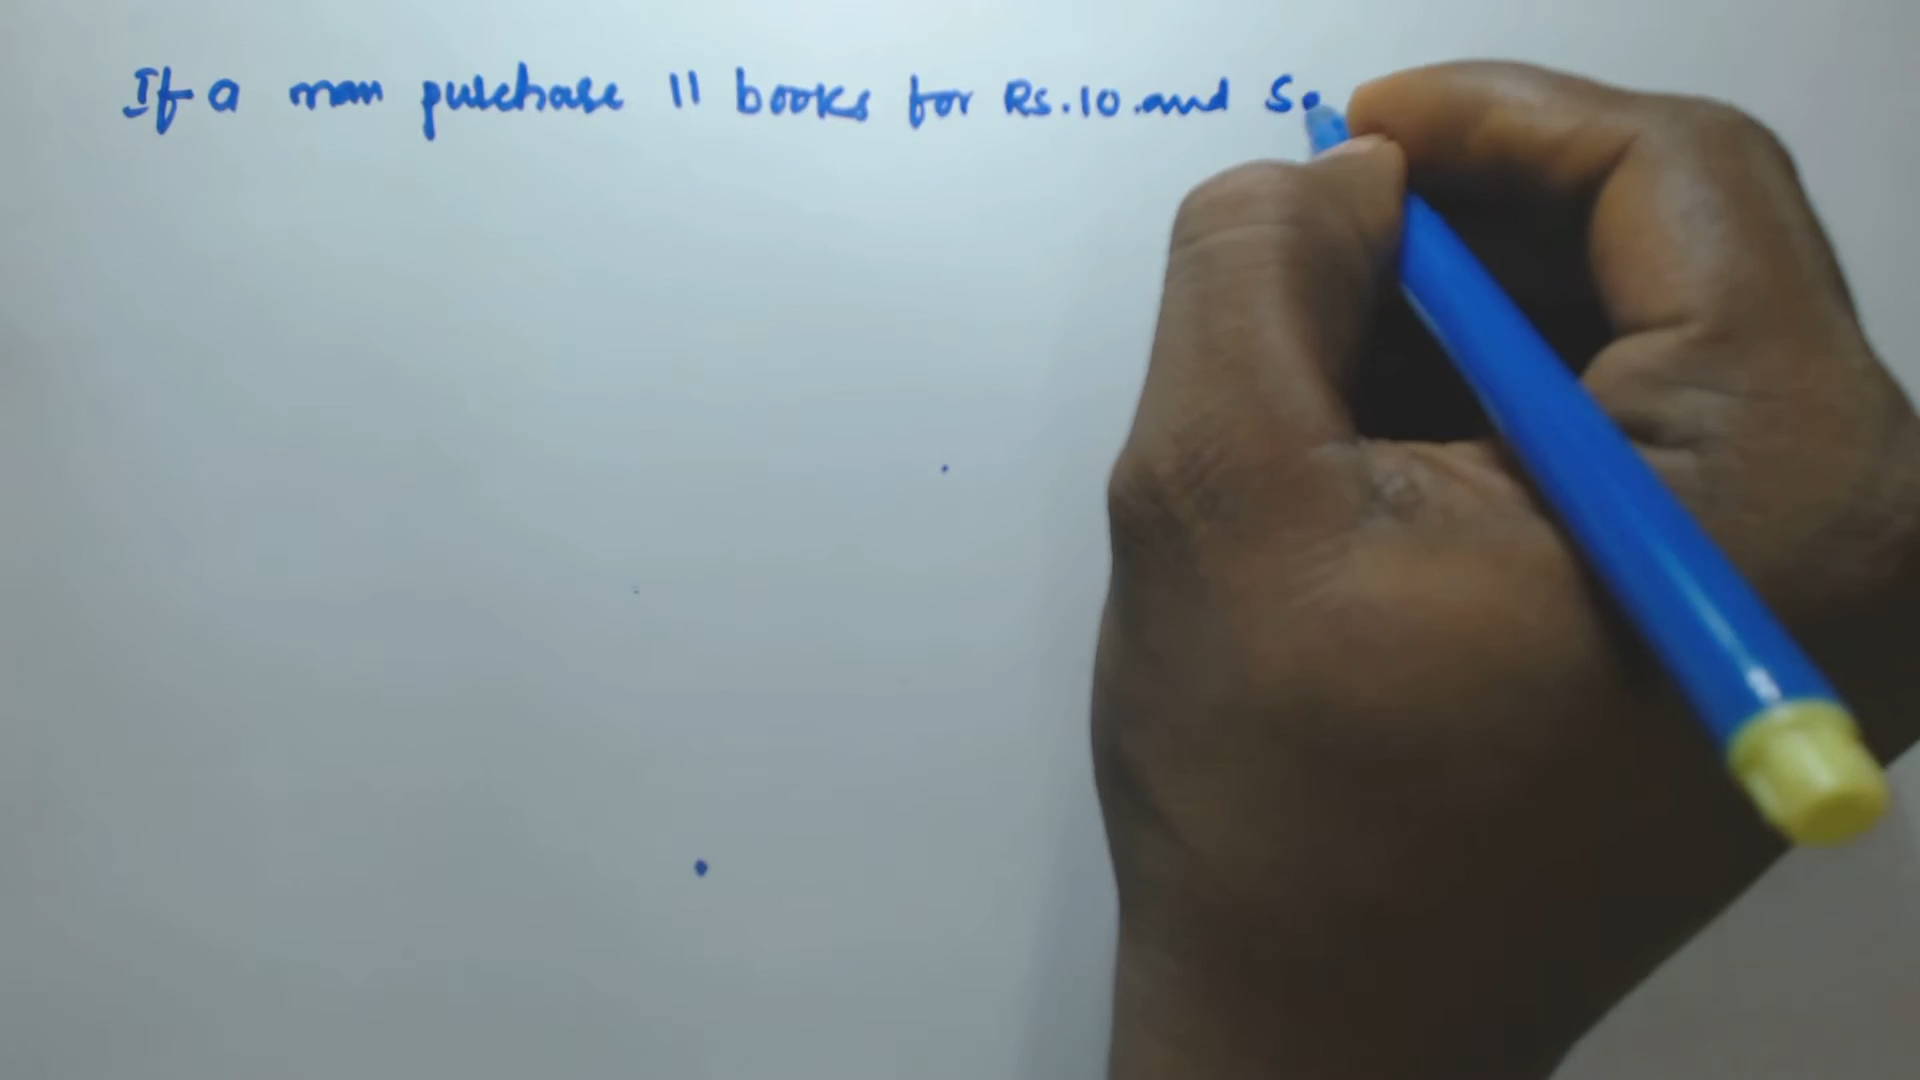 If a man purchase 11 books for Rs.10.and